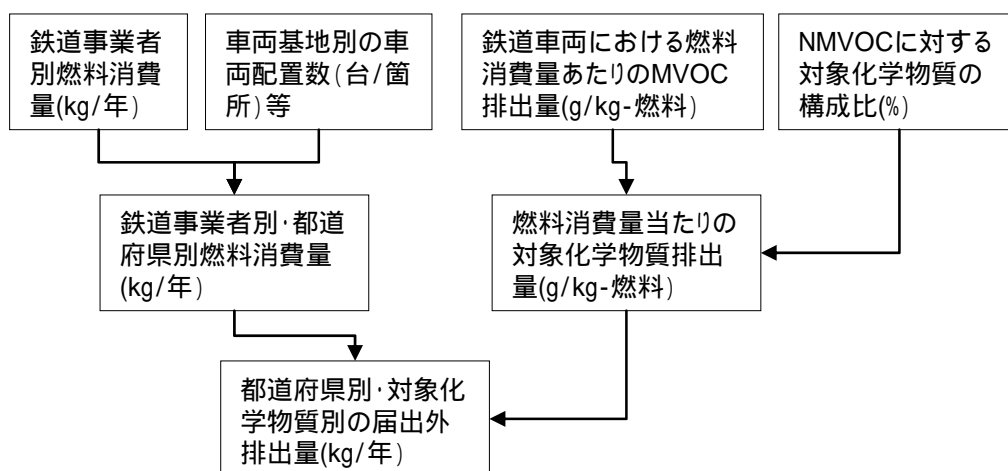 鉄道事業者
別燃料消費
量(kg/年)
車両基地別の車
両配置数(台/箇
所)等
鉄道車両における燃料
消費量あたりのMVOC
排出量(g/kg-燃料)
NMVOCに対する
対象化学物質の
構成比(%)
鉄道事業者別・都道
府県別燃料消費量
(kg/年)
燃料消費量当たりの
対象化学物質排出
量(g/kg-燃料)
都道府県別・対象化
学物質別の届出外
排出量(kg/年)